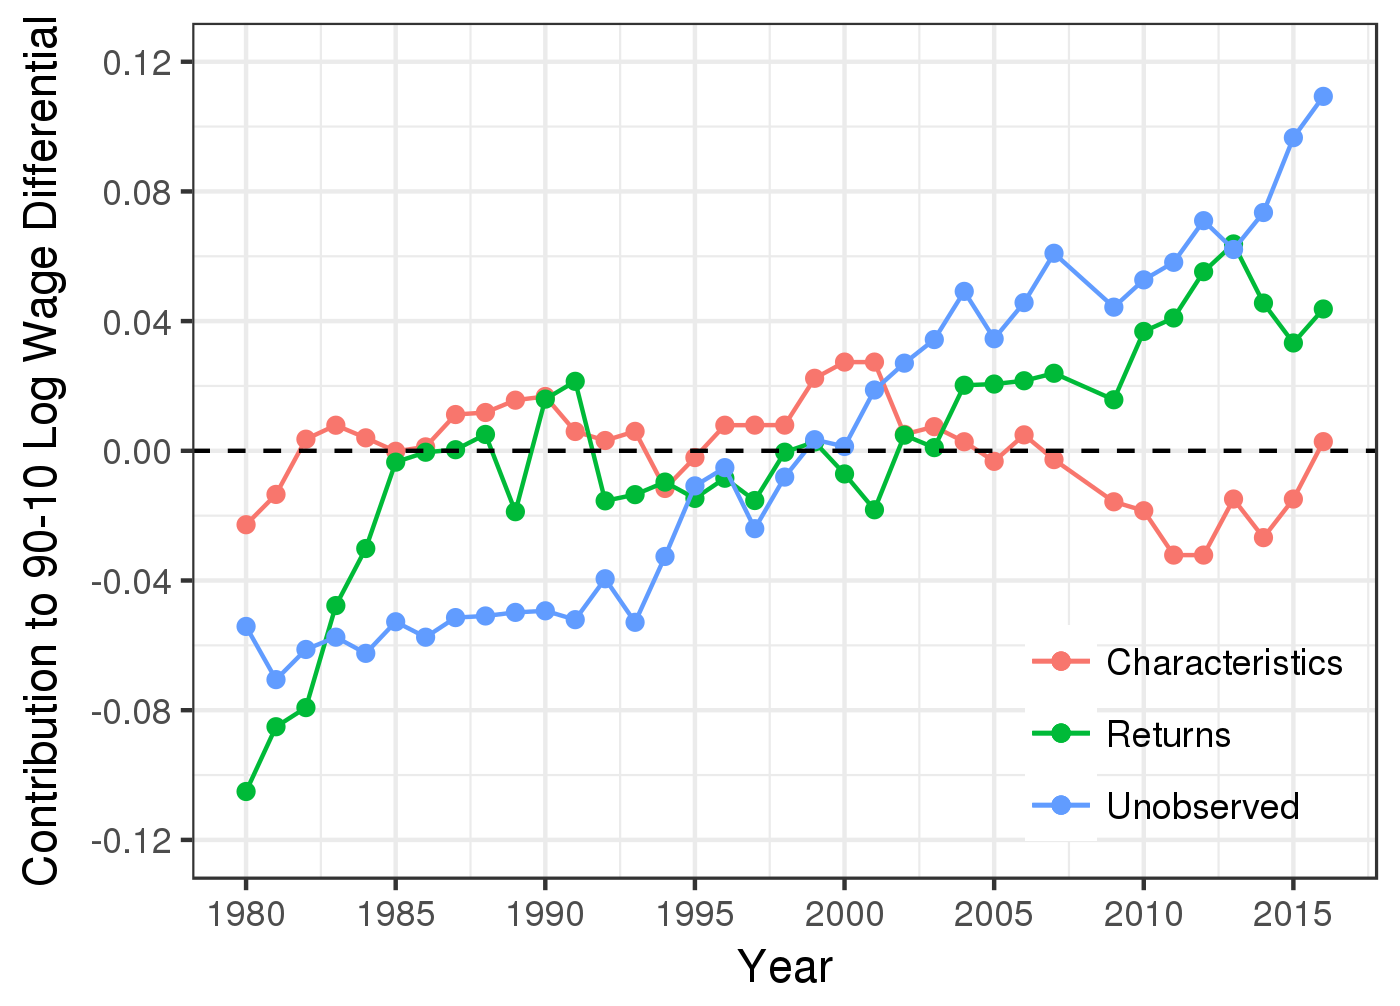 Contribution to 90-10 Log Wage Differential
0.12
0.08
0.04
0.00
-0.04
-0.08
-0.12
Characteristics
Returns
Unobserved
1980 1985 1990 1995 2000 2005 2010 2015
Year